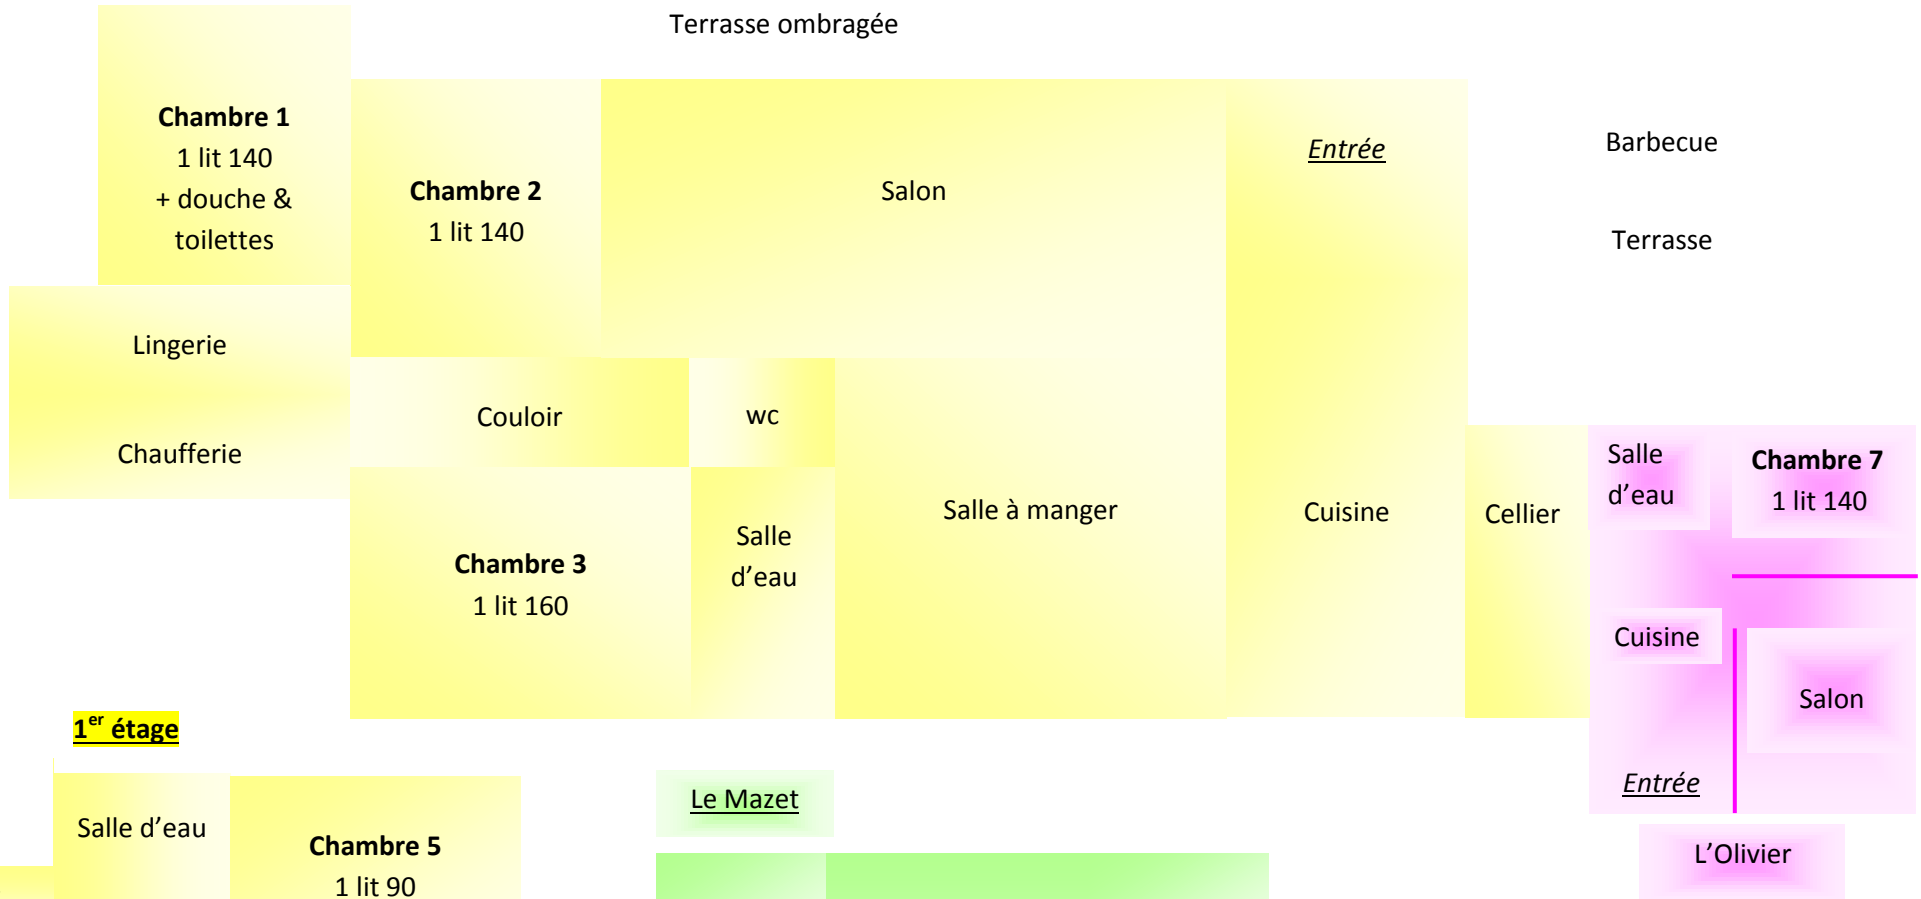 Terrasse ombragée
Chambre 1
1 lit 140
+ douche &
toilettes
Chambre 2
1 lit 140
Salon
Entrée
Barbecue
Terrasse
Lingerie
Chaufferie
Couloir
wc
Chambre 3
1 lit 160
Salle
d’eau
Salle à manger
Cuisine
Cellier
Salle
d’eau
Chambre 7
1 lit 140
Cuisine
Salon
Entrée
L’Olivier
1er étage
Salle d’eau
Chambre 5
1 lit 90
Le Mazet